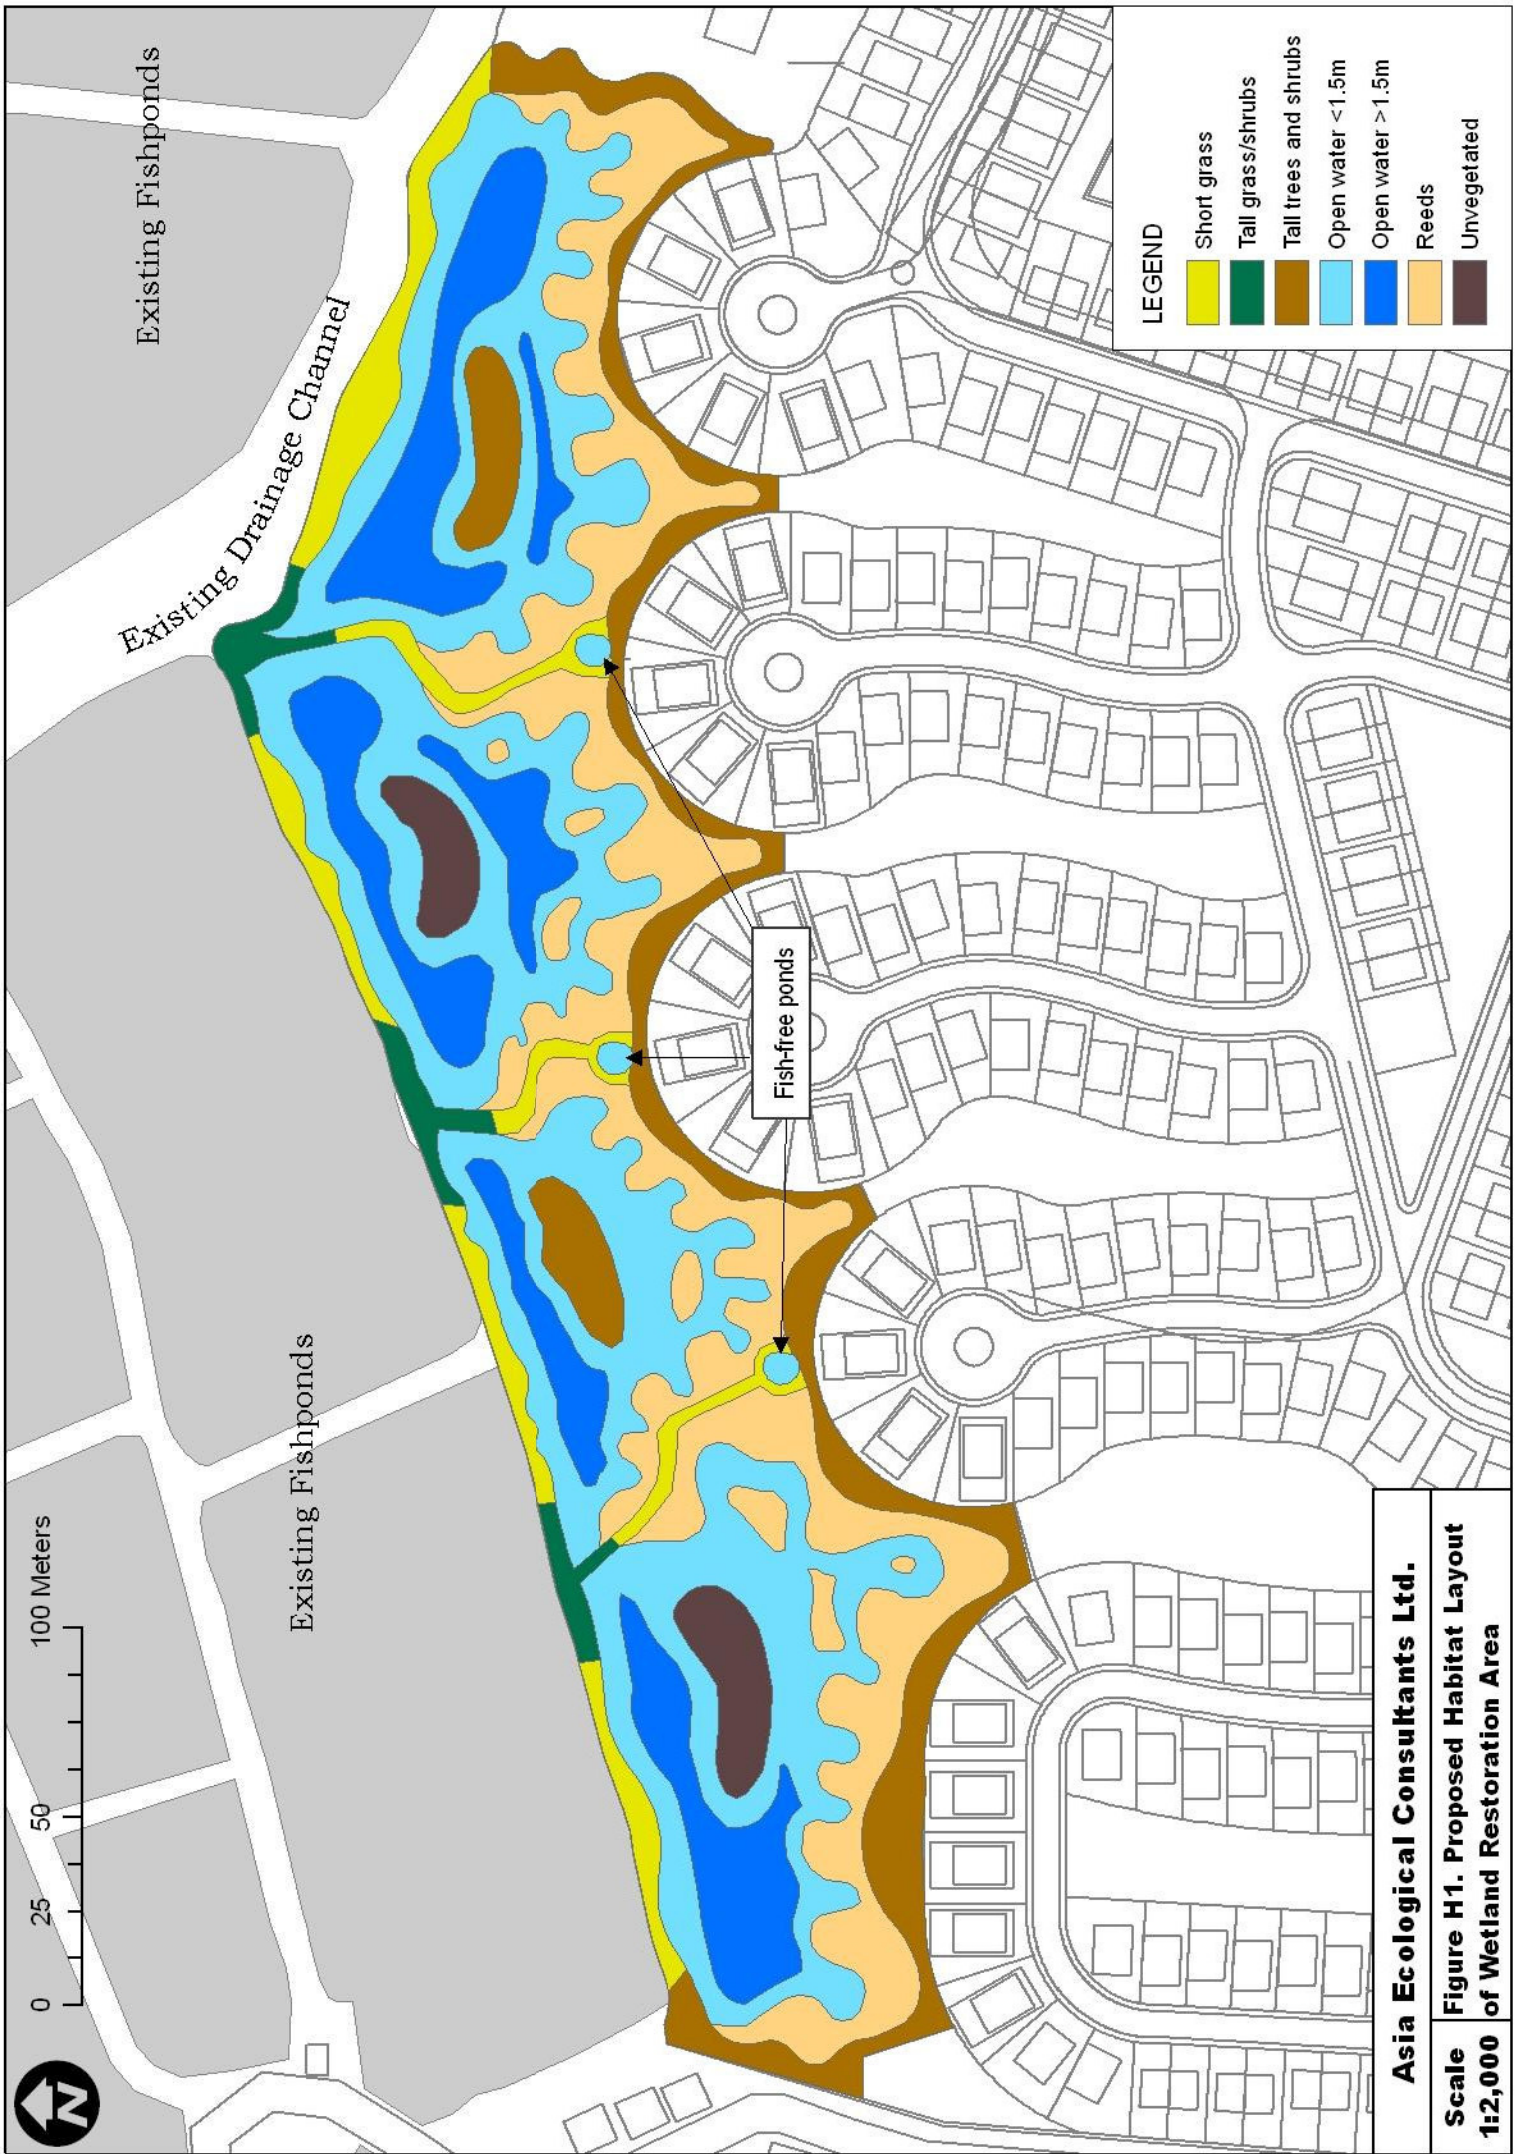 N
0
25
50
100 Meters
Existing Fishponds
Existing Fishponds
Existing Drainage Channel
Fish-free ponds
LEGEND
Short grass
Tall grass/shrubs
Tall trees and shrubs
Open water <1.5m
Open water >1.5m
Reeds
Unvegetated
Asia Ecological Consultants Ltd.
Scale
1:2,000
Figure H1. Proposed Habitat Layout
of Wetland Restoration Area